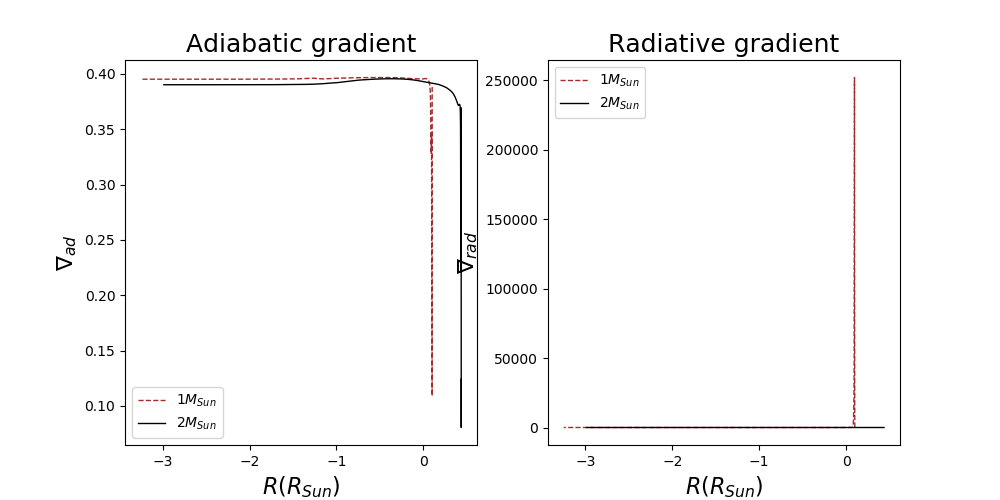 Adiabatic gradient
0.40
0.35
0.30
0.25
0.20
0.15
0.10
∇ad
1MSun
2MSun
−3
−2
−1
0
R(RSun)
Radiative gradient
250000
200000
150000
100000
50000
0
∇rad
1MSun
2MSun
−3
−2
−1
0
R(RSun)